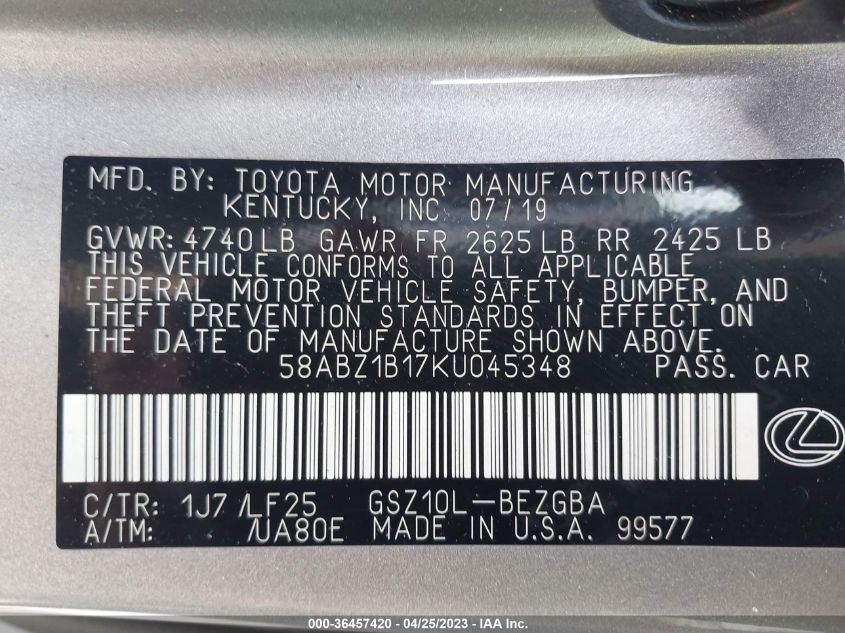 MFD. BY: TOYOTA MOTOR MANUFACTURING
KENTUCKY, INC 07/19
GVWR: 4740 LB GAWR FR 2625 LB RR 2425 LB
THIS VEHICLE CONFORMS TO ALL APPLICABLE
FEDERAL MOTOR VEHICLE SAFETY, BUMPER, AND
THEFT PREVENTION STANDARDS IN EFFECT ON
THE DATE OF MANUFACTURE SHOWN ABOVE.
58ABZ1B17KU045348 PASS. CAR
C/TR: 1J7 /LF25 GSZ10L-BEZGBA
A/TM: /UA80E MADE IN U.S.A. 99577
000-36457420 - 04/25/2023 - IAA Inc.